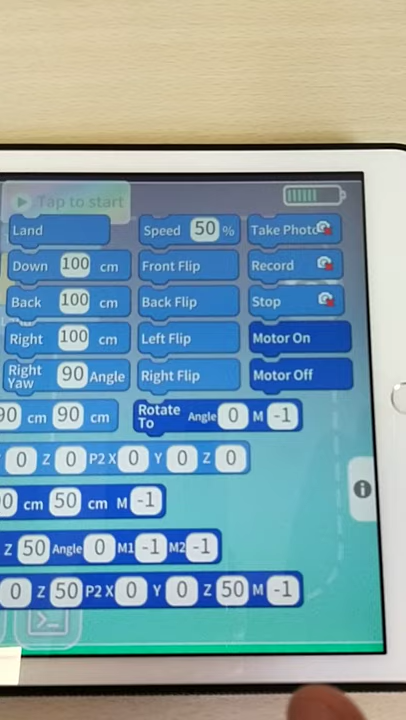 Tap to start
Land Speed 50 % Take Photo
Down 100 cm Front Flip Record
Back 100 cm Back Flip Stop
Right 100 cm Left Flip Motor On
Right Yaw 90 Angle Right Flip Motor Off
90 cm 90 cm Rotate To Angle 0 M -1
0 Z 0 P2 X 0 Y 0 Z 0
cm 50 cm M -1
Z 50 Angle 0 M1 -1 M2 -1
0 Z 50 P2 X 0 Y 0 Z 50 M -1